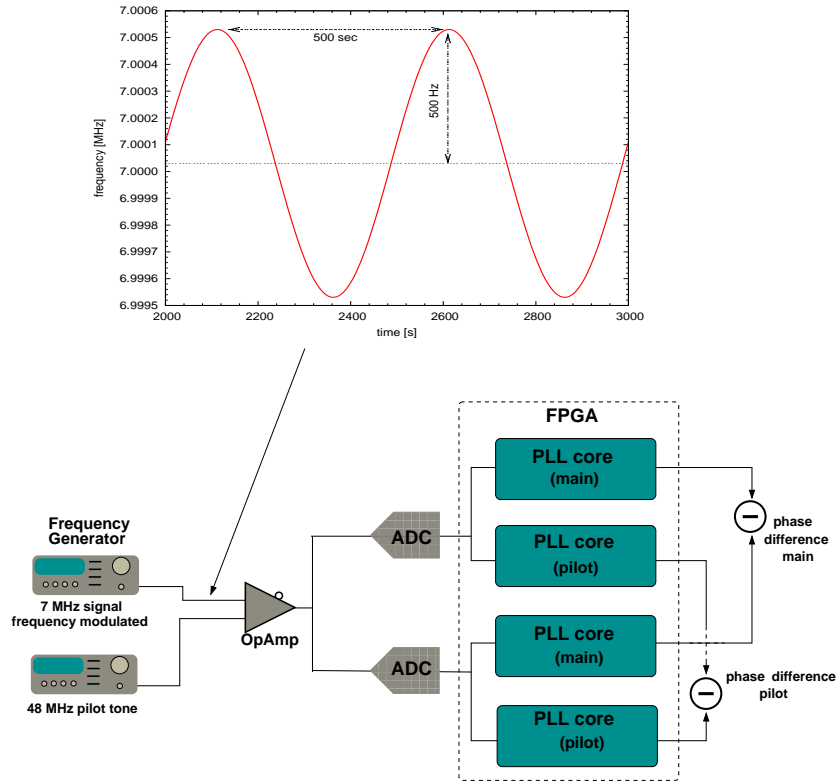 7.0006
7.0005
7.0004
7.0003
7.0002
7.0001
7.0000
6.9999
6.9998
6.9997
6.9996
6.9995
frequency [MHz]
500 sec
500 Hz
2000
2200
2400
2600
2800
3000
time [s]
FPGA
PLL core
(main)
PLL core
(pilot)
PLL core
(main)
PLL core
(pilot)
ADC
ADC
phase
difference
main
phase difference
pilot
Frequency
Generator
7 MHz signal
frequency modulated
OpAmp
48 MHz pilot tone